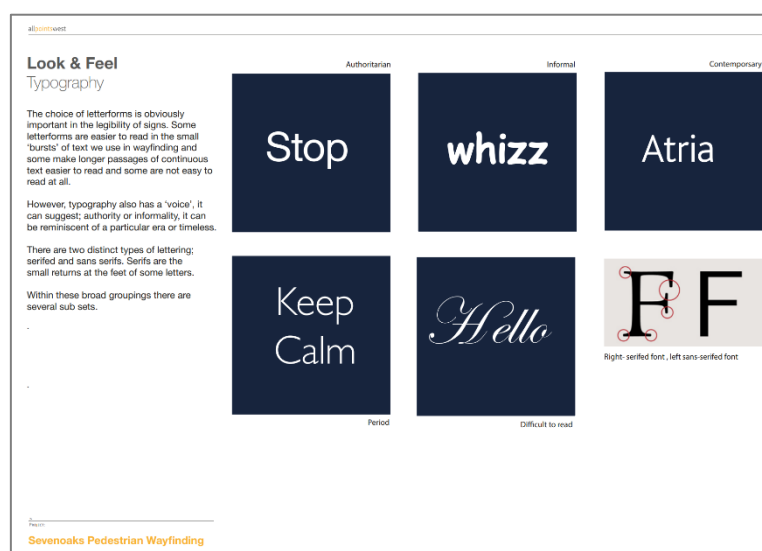 allpointswest
Look & Feel
Typography
The choice of letterforms is obviously
important in the legibility of signs. Some
letterforms are easier to read in the small
‘bursts’ of text we use in wayfinding and
some make longer passages of continuous
text easier to read and some are not easy to
read at all.
However, typography also has a ‘voice’, it
can suggest; authority or informality, it can
be reminiscent of a particular era or timeless.
There are two distinct types of lettering;
serifed and sans serifs. Serifs are the
small returns at the feet of some letters.
Within these broad groupings there are
several sub sets.
.
.
Authoritarian
Stop
Informal
whizz
Contemporsary
Atria
Keep
Calm
Period
Hello
Difficult to read
F F
Right- serifed font , left sans-serifed font
Sevenoaks Pedestrian Wayfinding